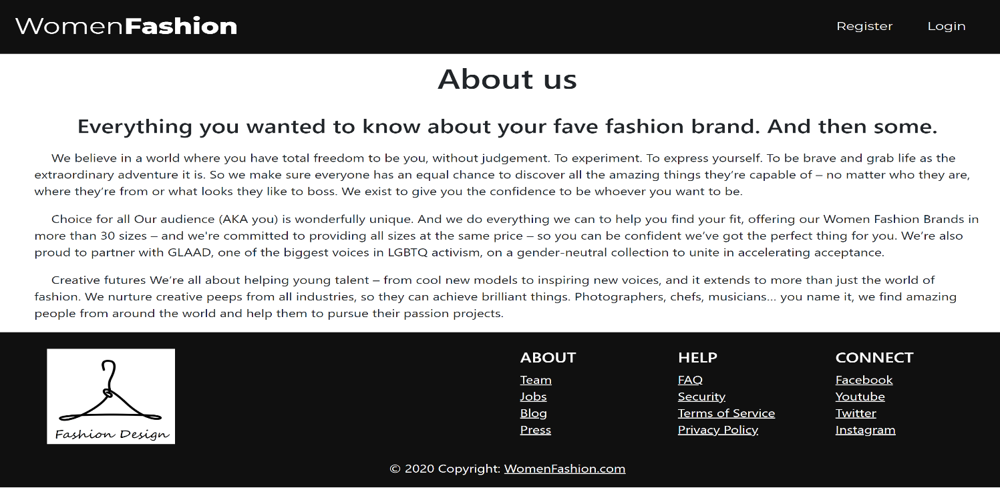 WomenFashion
Register
Login
About us
Everything you wanted to know about your fave fashion brand. And then some.
We believe in a world where you have total freedom to be you, without judgement. To experiment. To express yourself. To be brave and grab life as the
extraordinary adventure it is. So we make sure everyone has an equal chance to discover all the amazing things they’re capable of – no matter who they are,
where they’re from or what looks they like to boss. We exist to give you the confidence to be whoever you want to be.
Choice for all Our audience (AKA you) is wonderfully unique. And we do everything we can to help you find your fit, offering our Women Fashion Brands in
more than 30 sizes – and we're committed to providing all sizes at the same price – so you can be confident we’ve got the perfect thing for you. We’re also
proud to partner with GLAAD, one of the biggest voices in LGBTQ activism, on a gender-neutral collection to unite in accelerating acceptance.
Creative futures We’re all about helping young talent – from cool new models to inspiring new voices, and it extends to more than just the world of
fashion. We nurture creative peeps from all industries, so they can achieve brilliant things. Photographers, chefs, musicians… you name it, we find amazing
people from around the world and help them to pursue their passion projects.
Fashion Design
ABOUT
Team
Jobs
Blog
Press
HELP
FAQ
Security
Terms of Service
Privacy Policy
CONNECT
Facebook
Youtube
Twitter
Instagram
© 2020 Copyright: WomenFashion.com